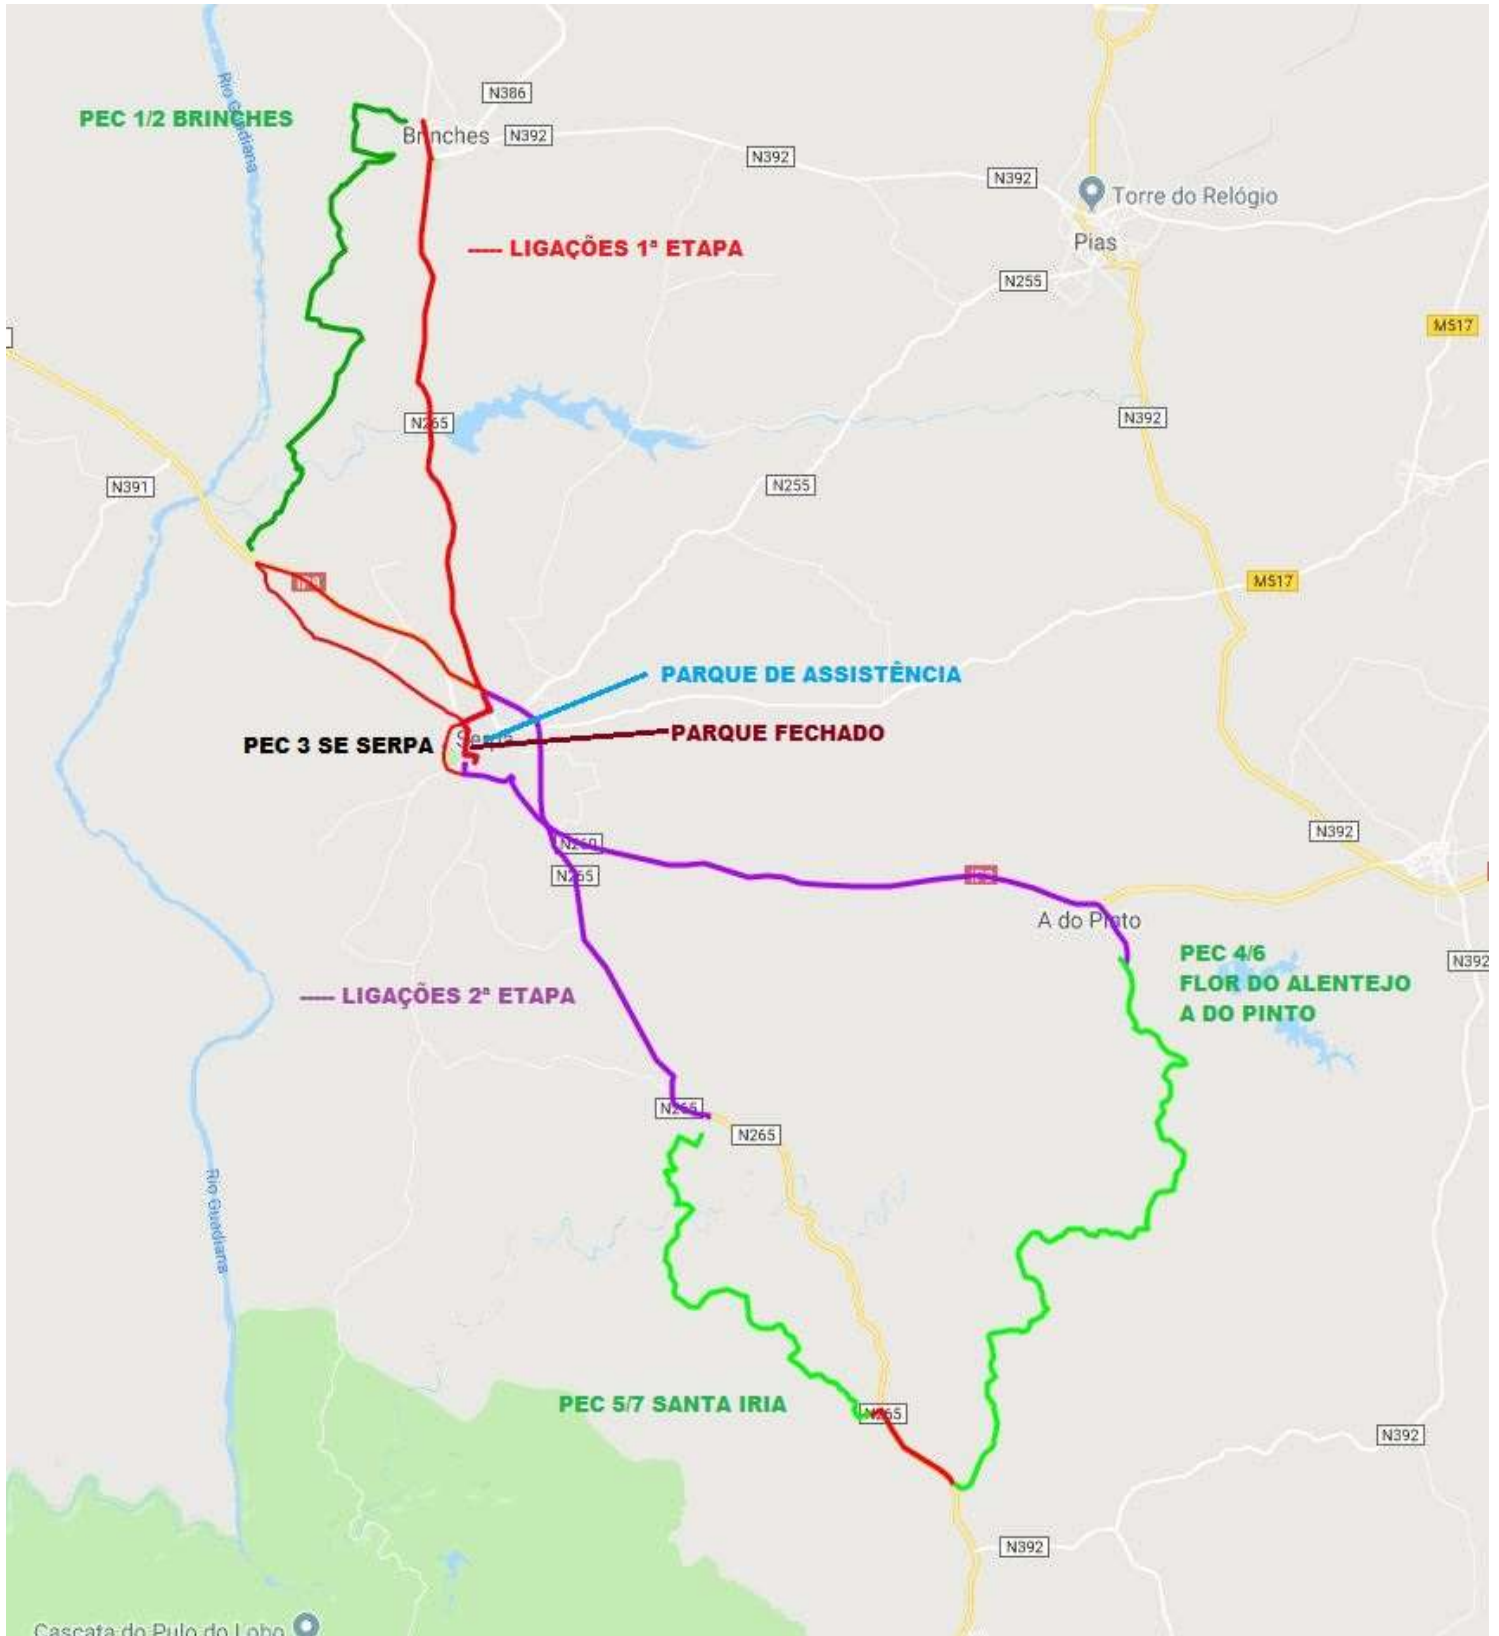 Rio Guadiana
N386
PEC 1/2 BRINCHES
Brinches
N392
N392
N392
Torre do Relógio
Pias
---- LIGAÇÕES 1ª ETAPA
N255
M517
N265
N392
N391
N255
M517
PARQUE DE ASSISTÊNCIA
PARQUE FECHADO
PEC 3 SE SERPA
Serpa
N392
N260
N265
A do Pinto
N392
PEC 4/6
FLOR DO ALENTEJO
A DO PINTO
---- LIGAÇÕES 2ª ETAPA
N265
N265
Rio Guadiana
PEC 5/7 SANTA IRIA
N265
N392
N392
Cascata do Pulo do Lobo